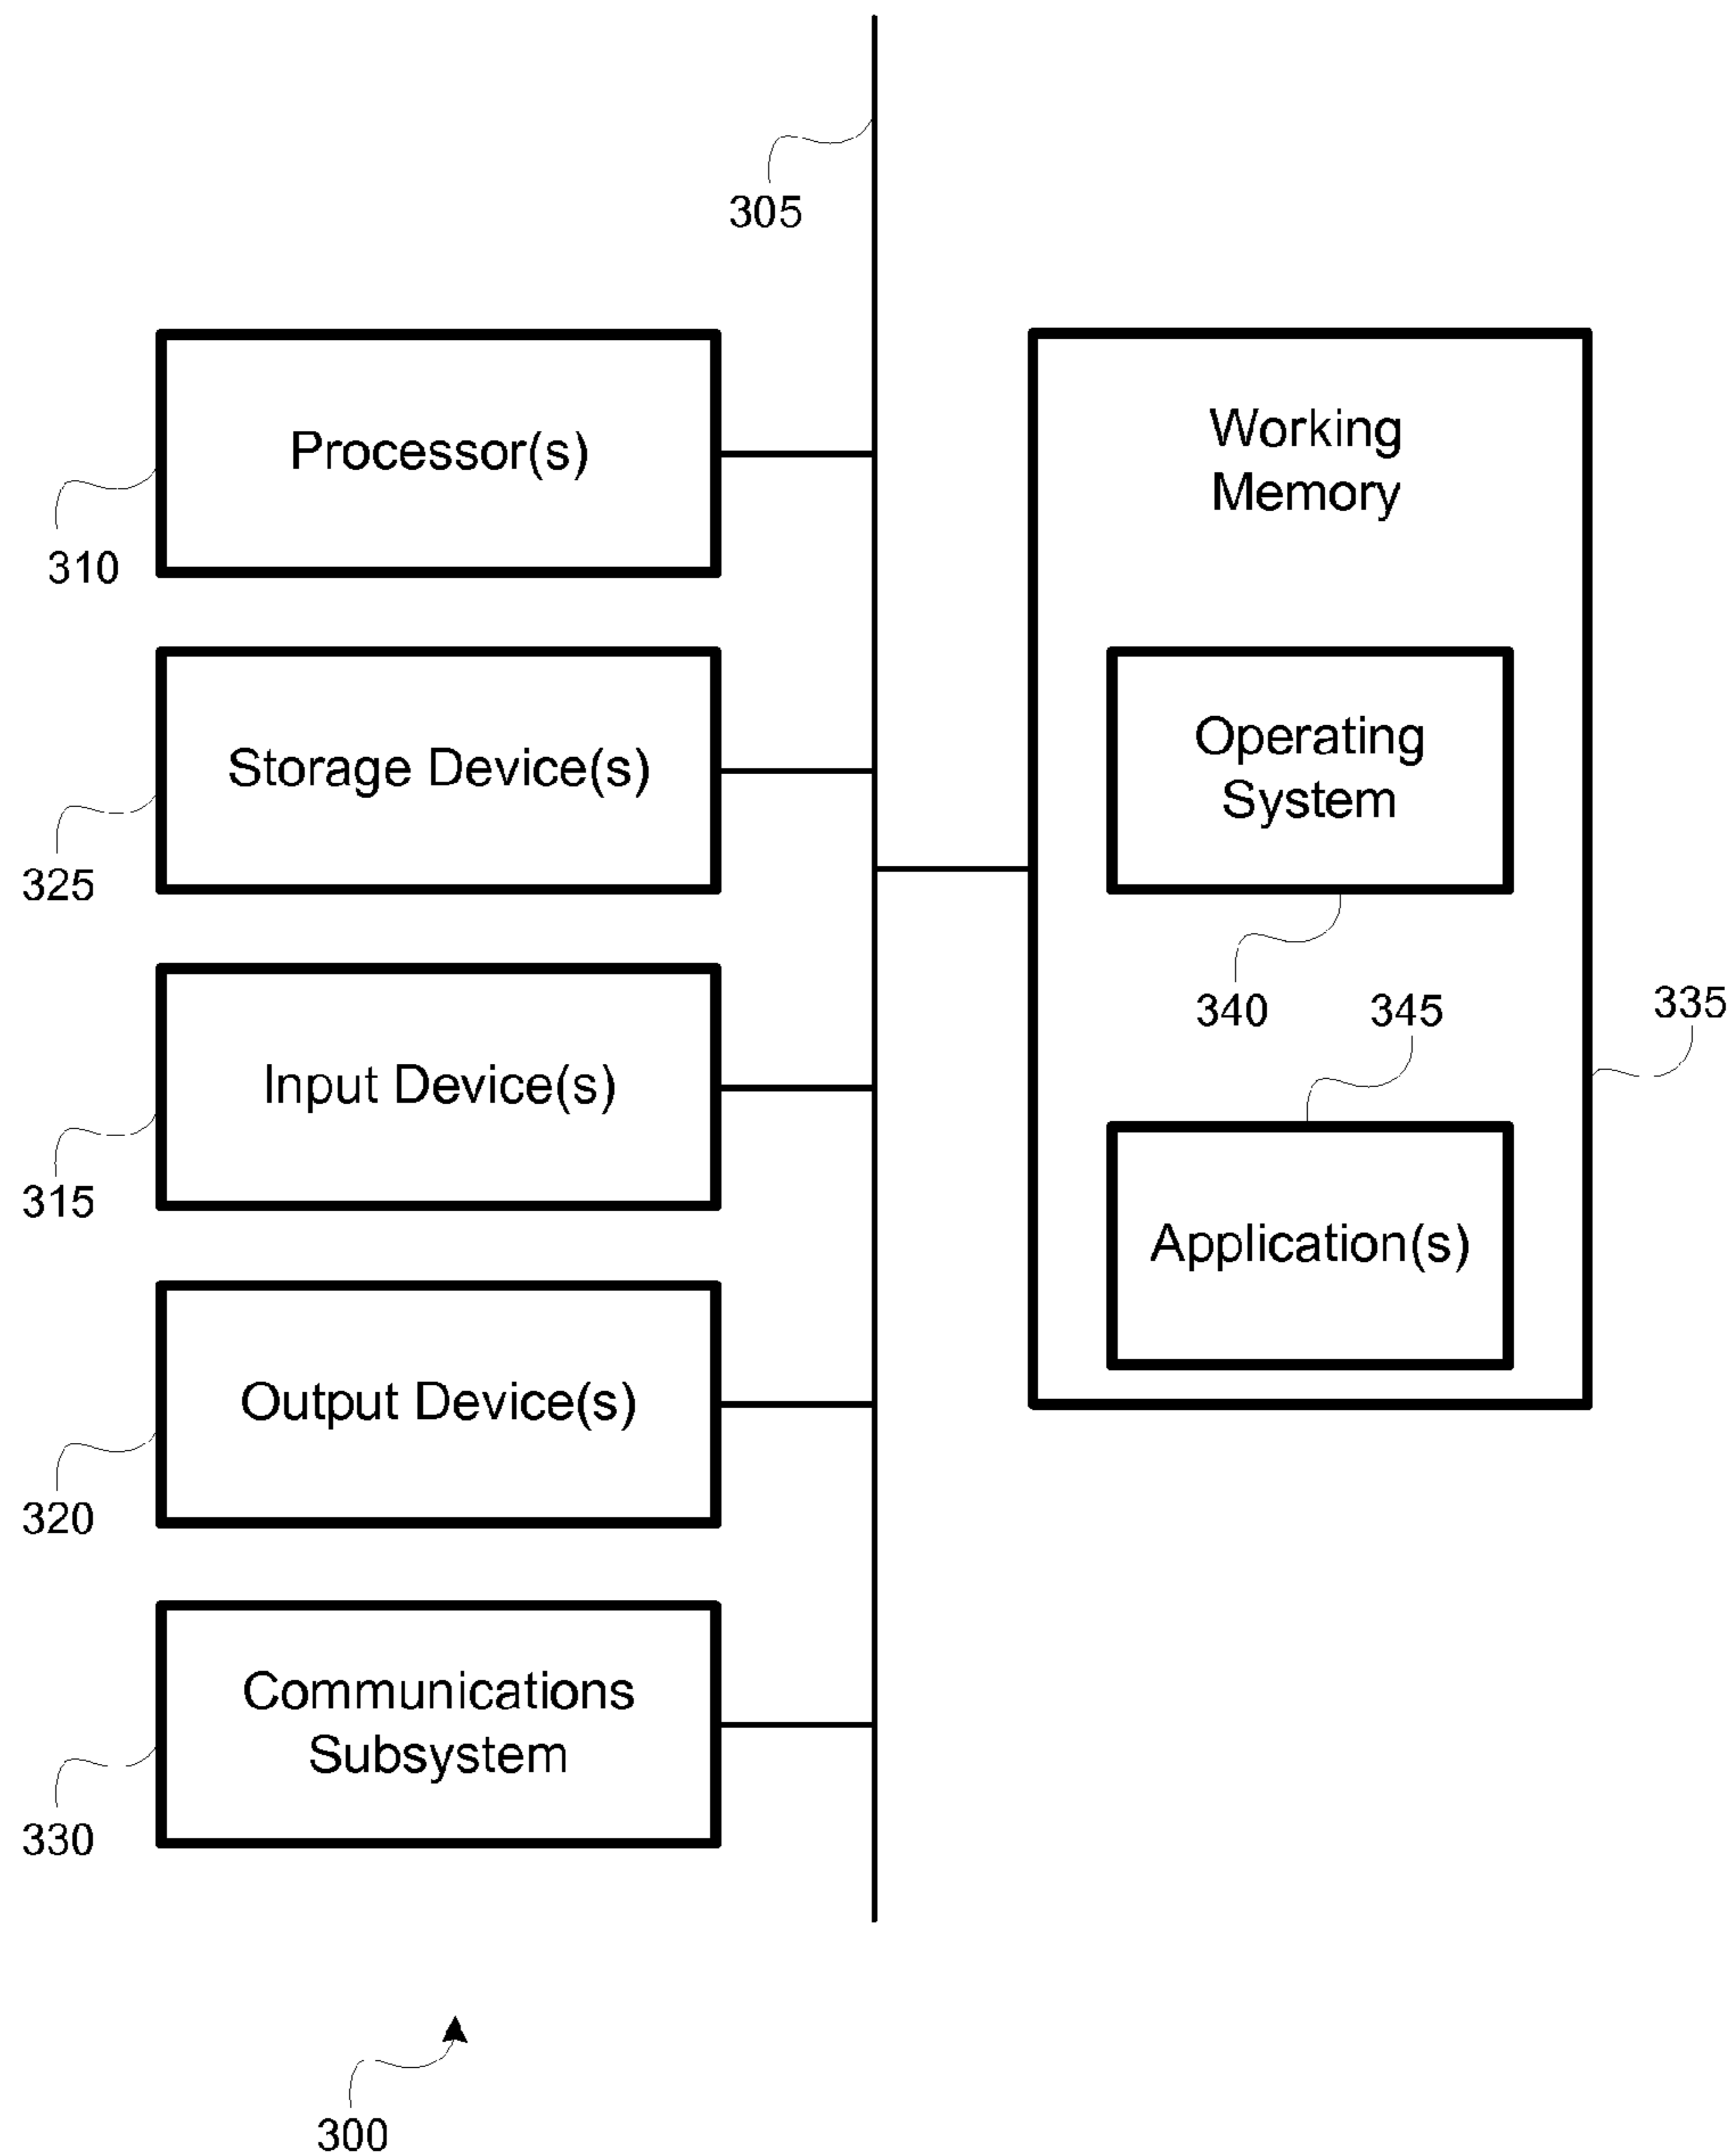 305
Processor(s)
310
Storage Device(s)
325
Input Device(s)
315
Output Device(s)
320
Communications
Subsystem
330
Working
Memory
Operating
System
340
345
335
Application(s)
300